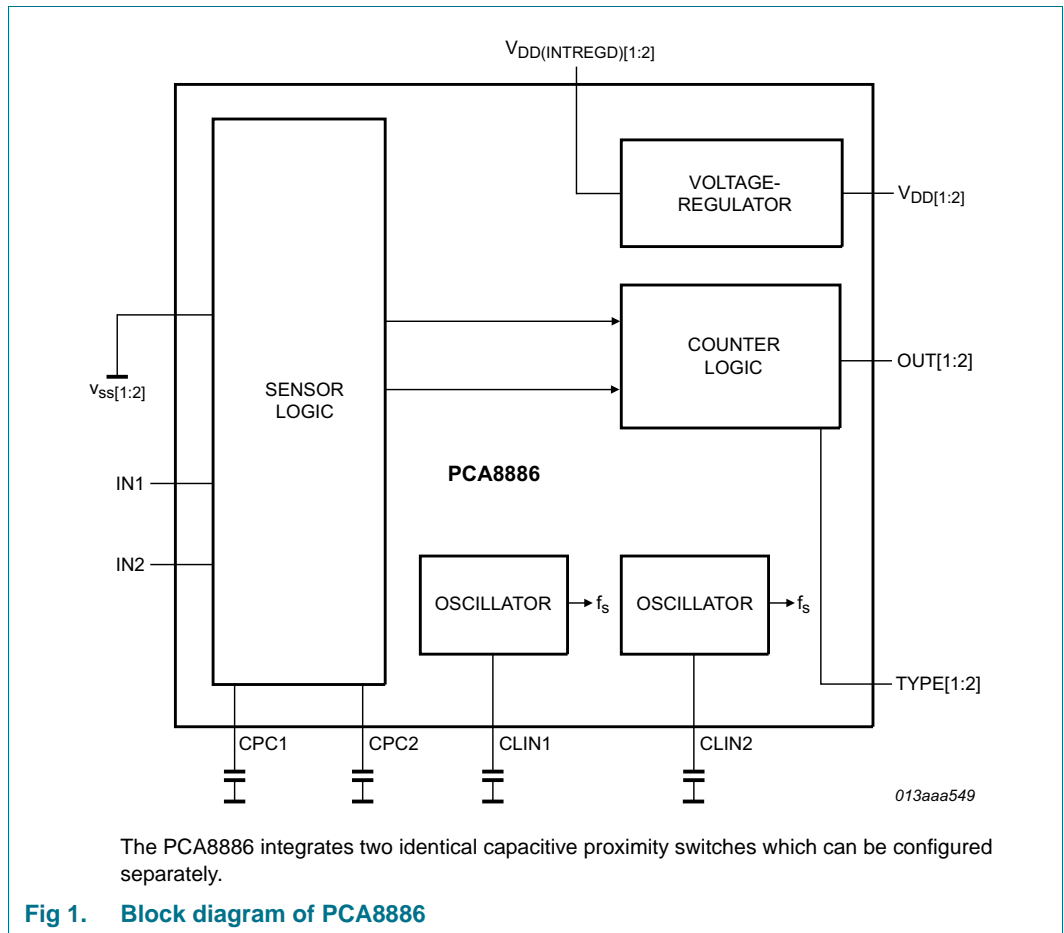 VDD(INTREGD)[1:2]
VOLTAGE-
REGULATOR
VDD[1:2]
COUNTER
LOGIC
OUT[1:2]
vss[1:2]
SENSOR
LOGIC
PCA8886
IN1
IN2
OSCILLATOR
fs
OSCILLATOR
fs
TYPE[1:2]
CPC1
CPC2
CLIN1
CLIN2
013aaa549
The PCA8886 integrates two identical capacitive proximity switches which can be configured
separately.
Fig 1. Block diagram of PCA8886